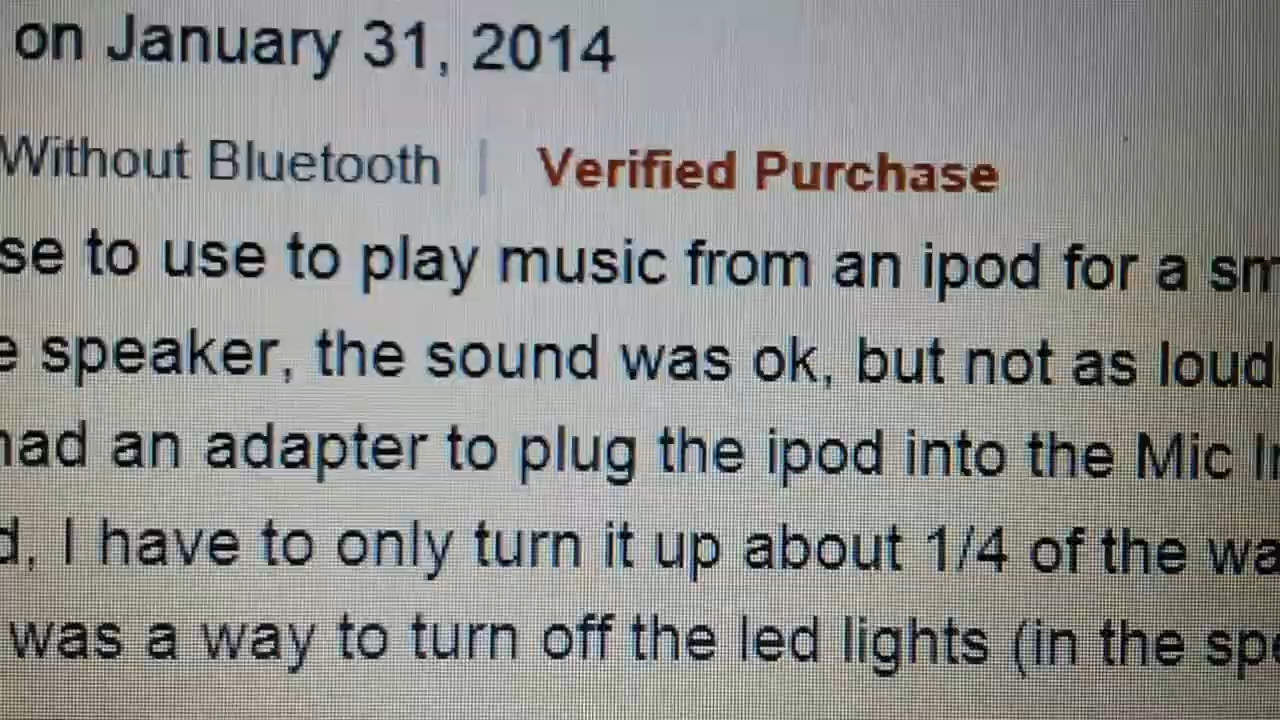 on January 31, 2014
Without Bluetooth | Verified Purchase
to use to play music from an ipod for a
speaker, the sound was ok, but not as loud
an adapter to plug the ipod into the Mic
I have to only turn it up about 1/4 of the
was a way to turn off the led lights (in the